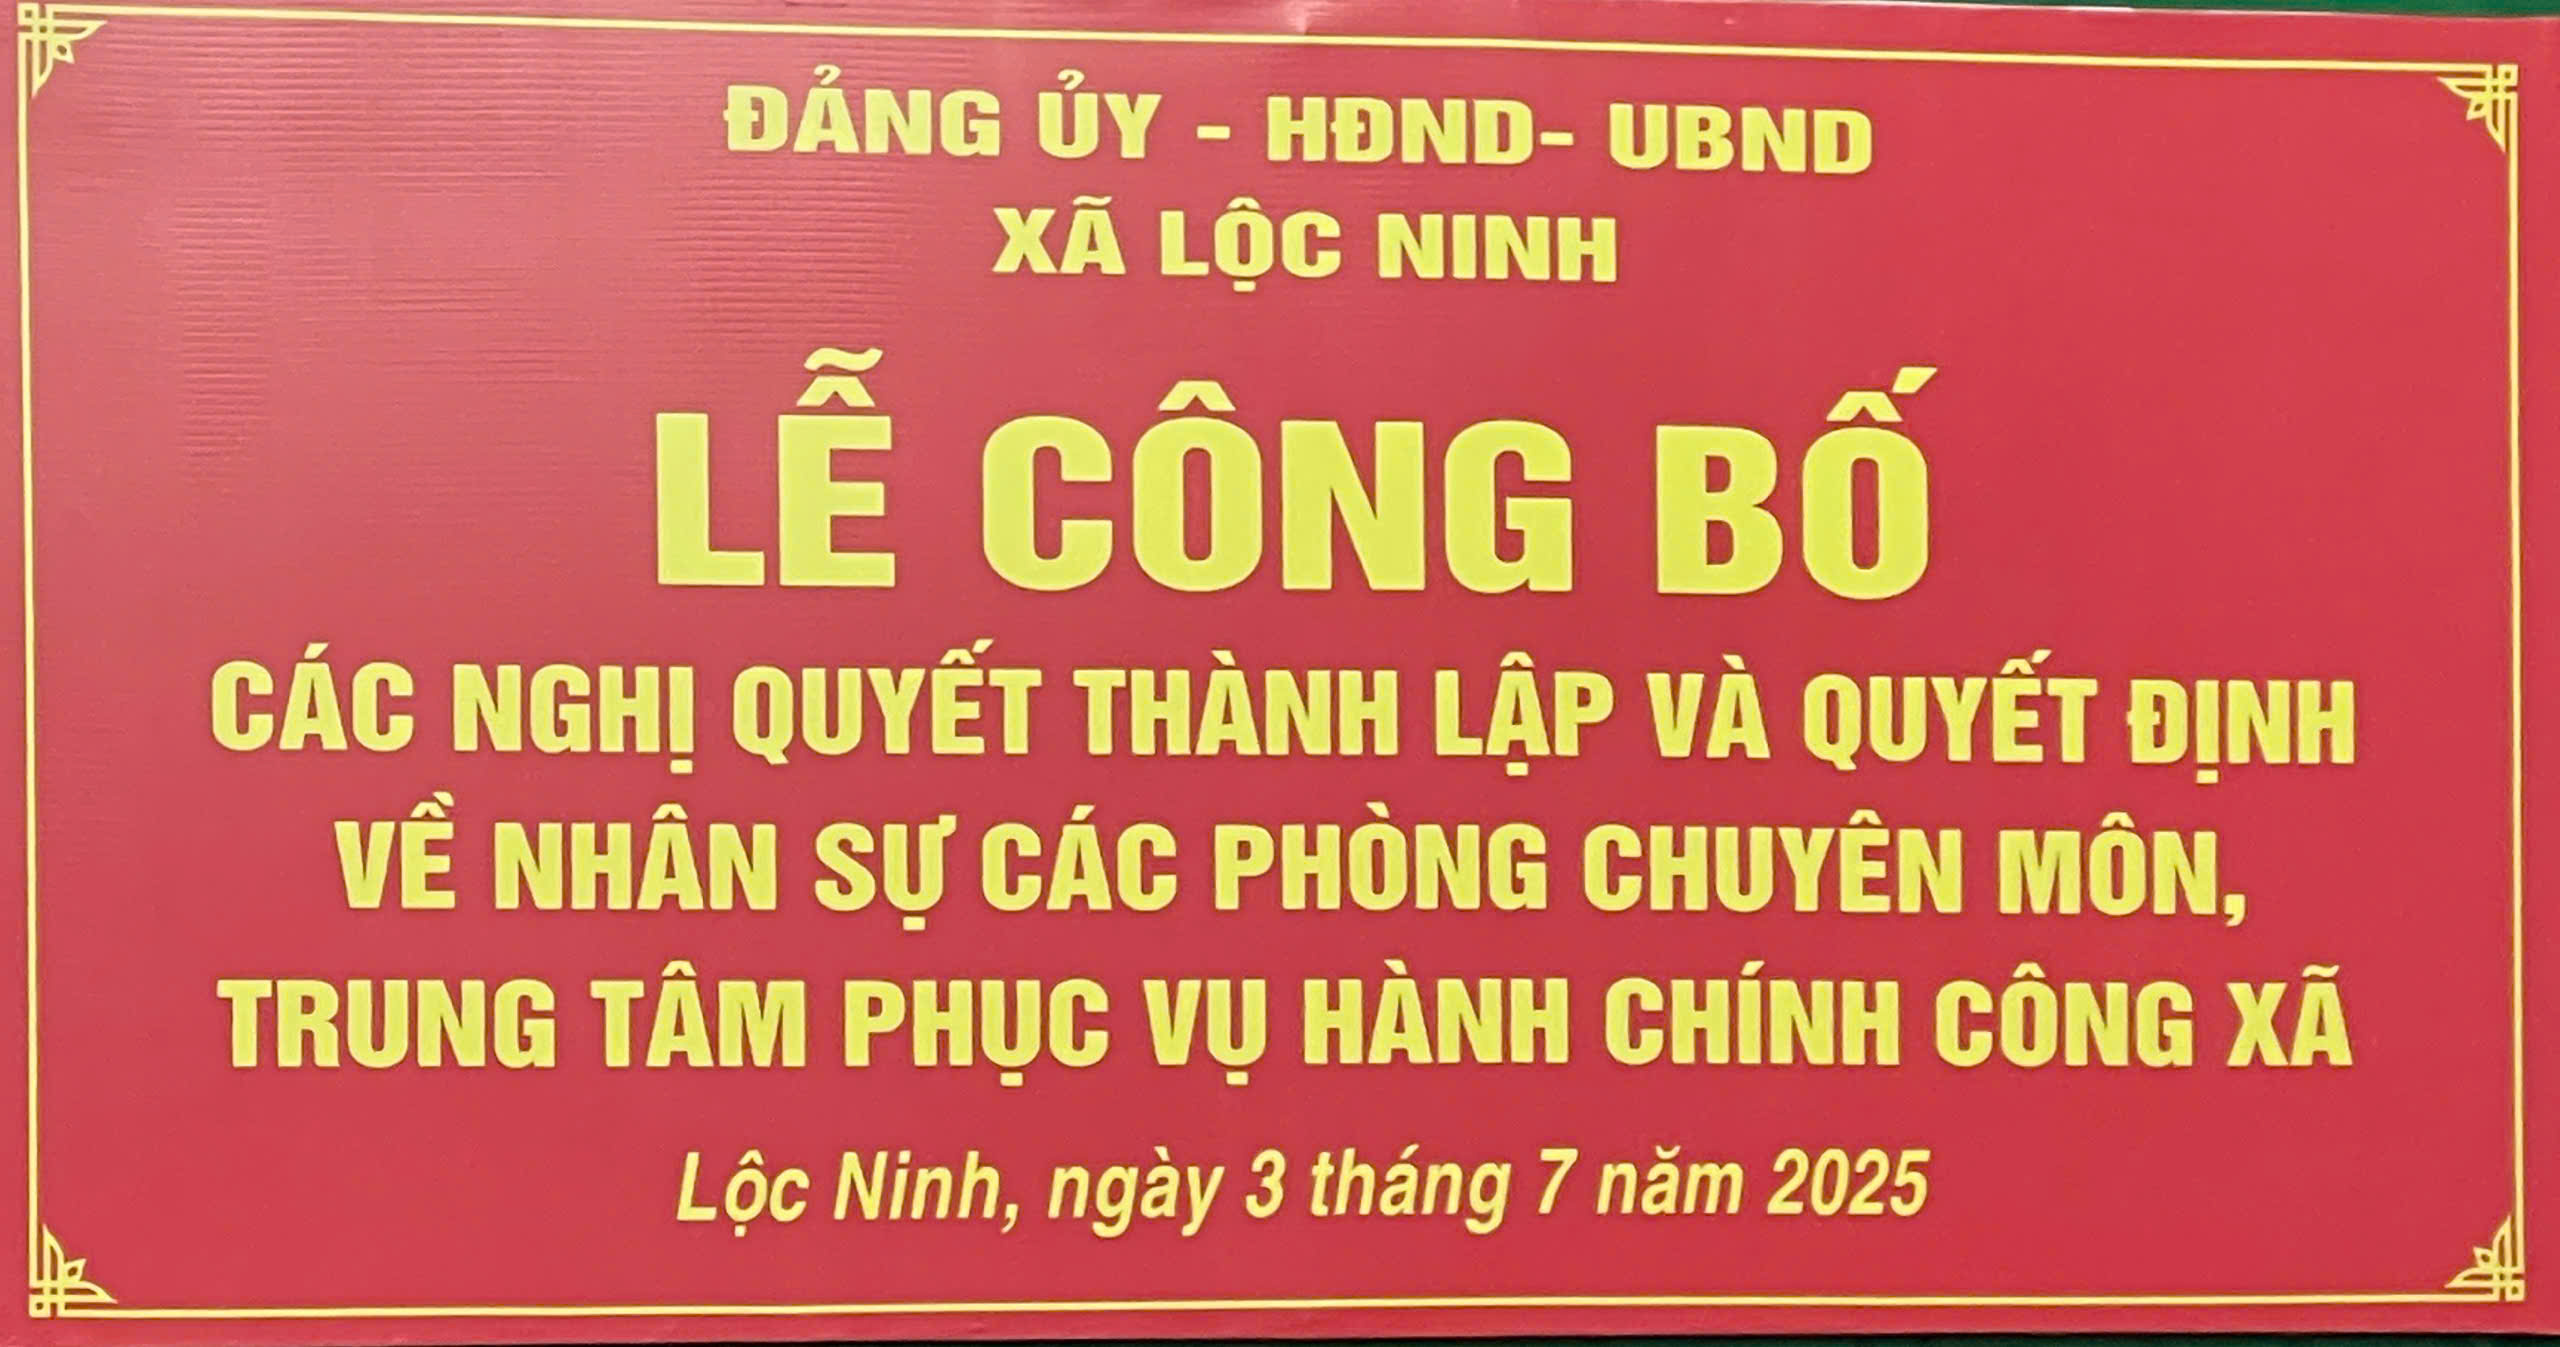 ĐẢNG ỦY - HĐND- UBND
XÃ LỘC NINH
LỄ CÔNG BỐ
CÁC NGHỊ QUYẾT THÀNH LẬP VÀ QUYẾT ĐỊNH
VỀ NHÂN SỰ CÁC PHÒNG CHUYÊN MÔN,
TRUNG TÂM PHỤC VỤ HÀNH CHÍNH CÔNG XÃ
Lộc Ninh, ngày 3 tháng 7 năm 2025